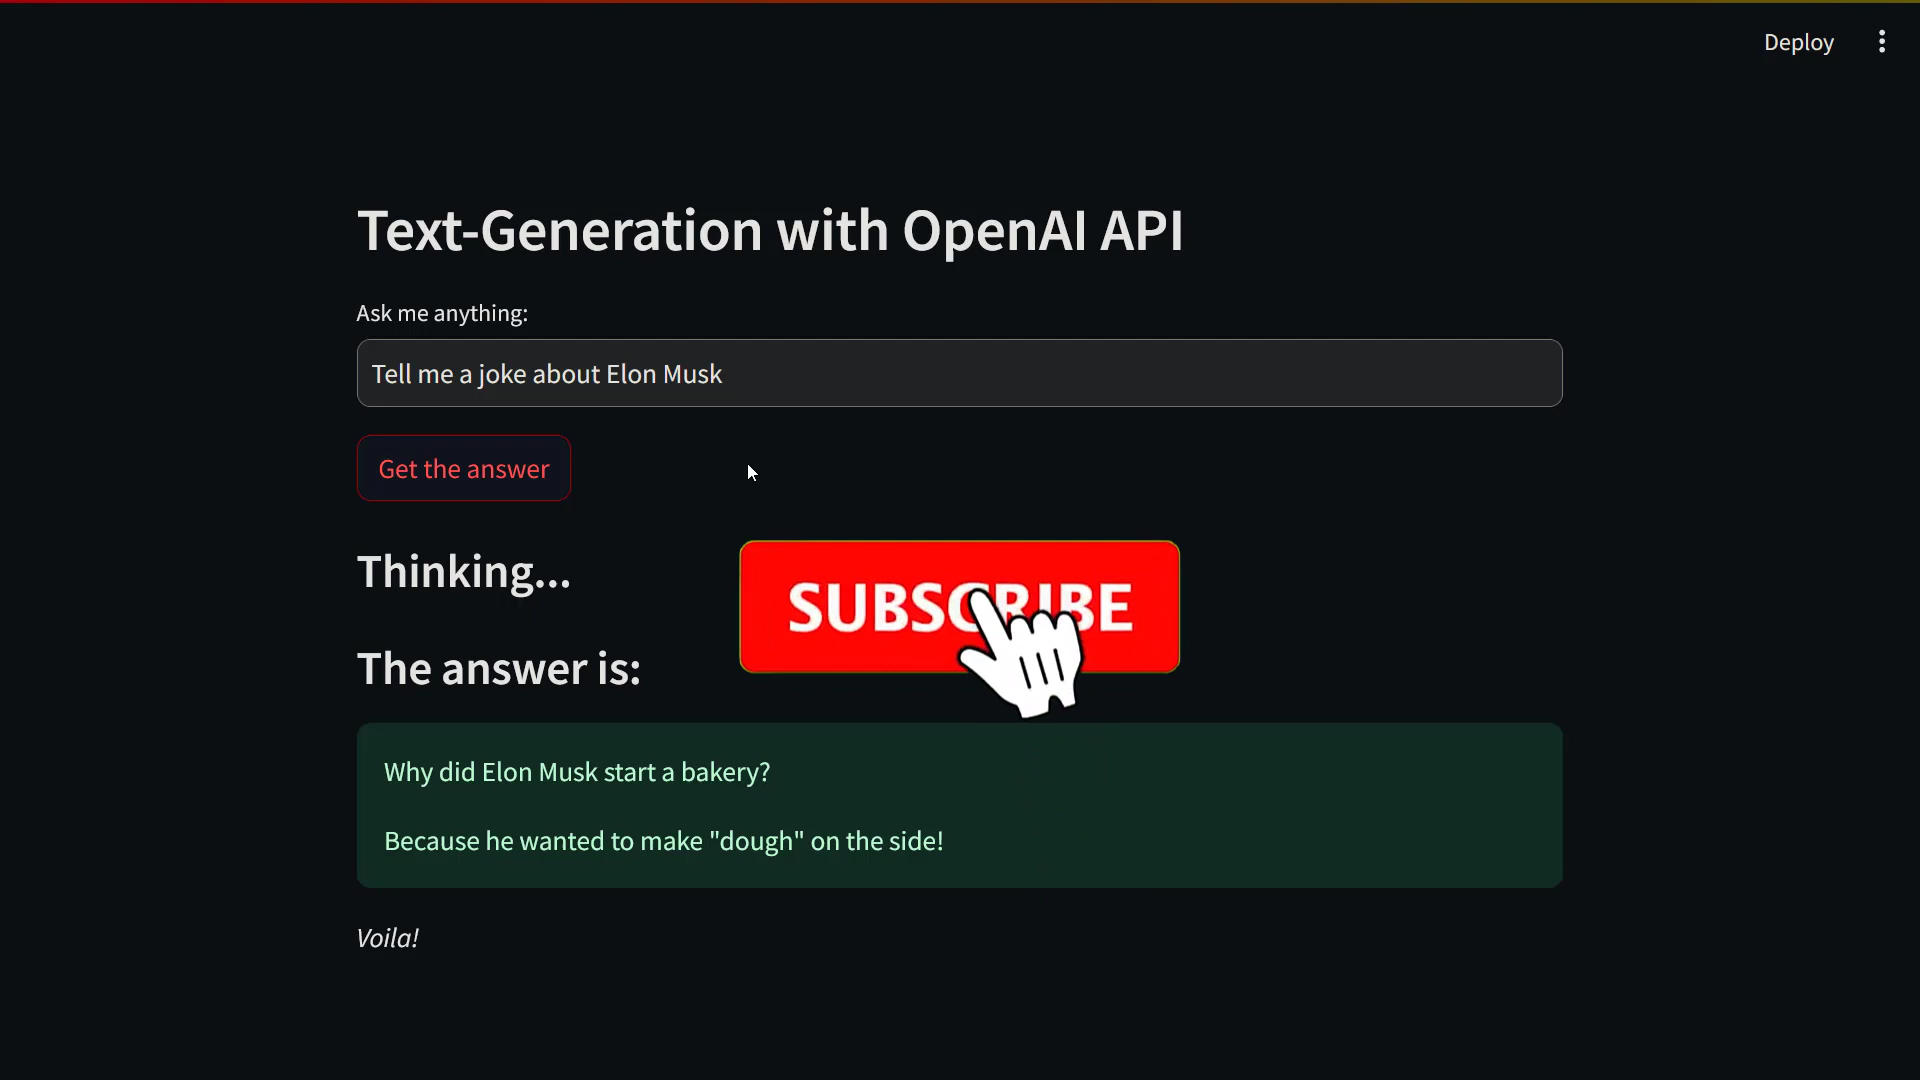 Deploy
Text-Generation with OpenAI API
Ask me anything:
Tell me a joke about Elon Musk
Get the answer
Thinking...
SUBSCRIBE
The answer is:
Why did Elon Musk start a bakery?
Because he wanted to make "dough" on the side!
Voila!